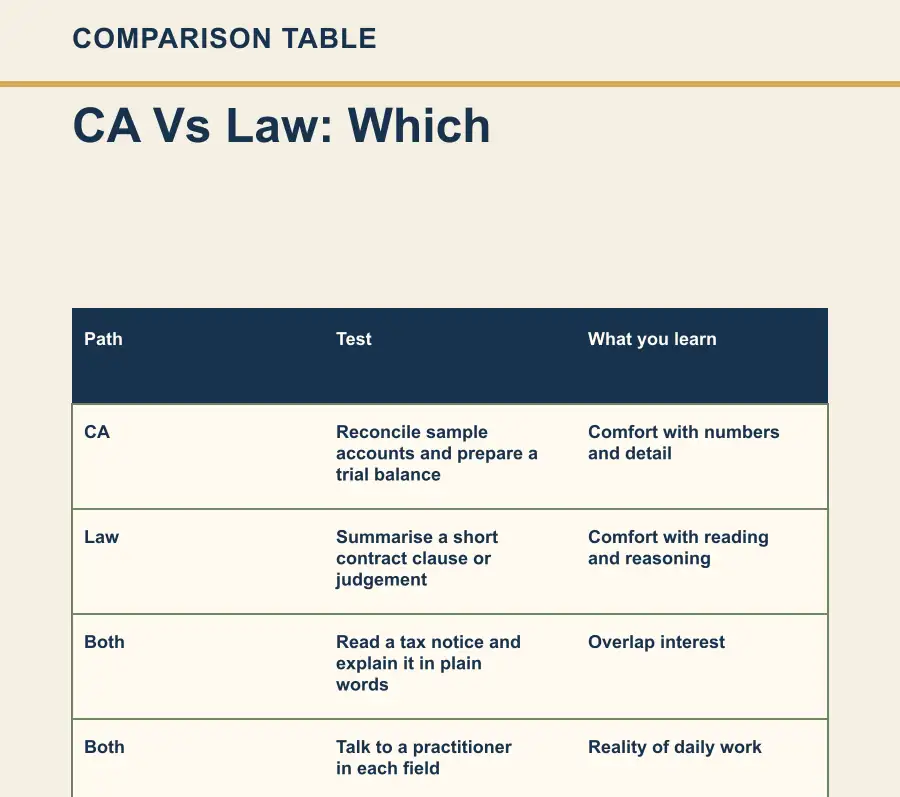 COMPARISON TABLE
CA Vs Law: Which
Path Test What you learn
CA Reconcile sample Comfort with numbers
accounts and prepare a and detail
trial balance
Law Summarise a short Comfort with reading
contract clause or and reasoning
judgement
Both Read a tax notice and Overlap interest
explain it in plain
words
Both Talk to a practitioner Reality of daily work
in each field